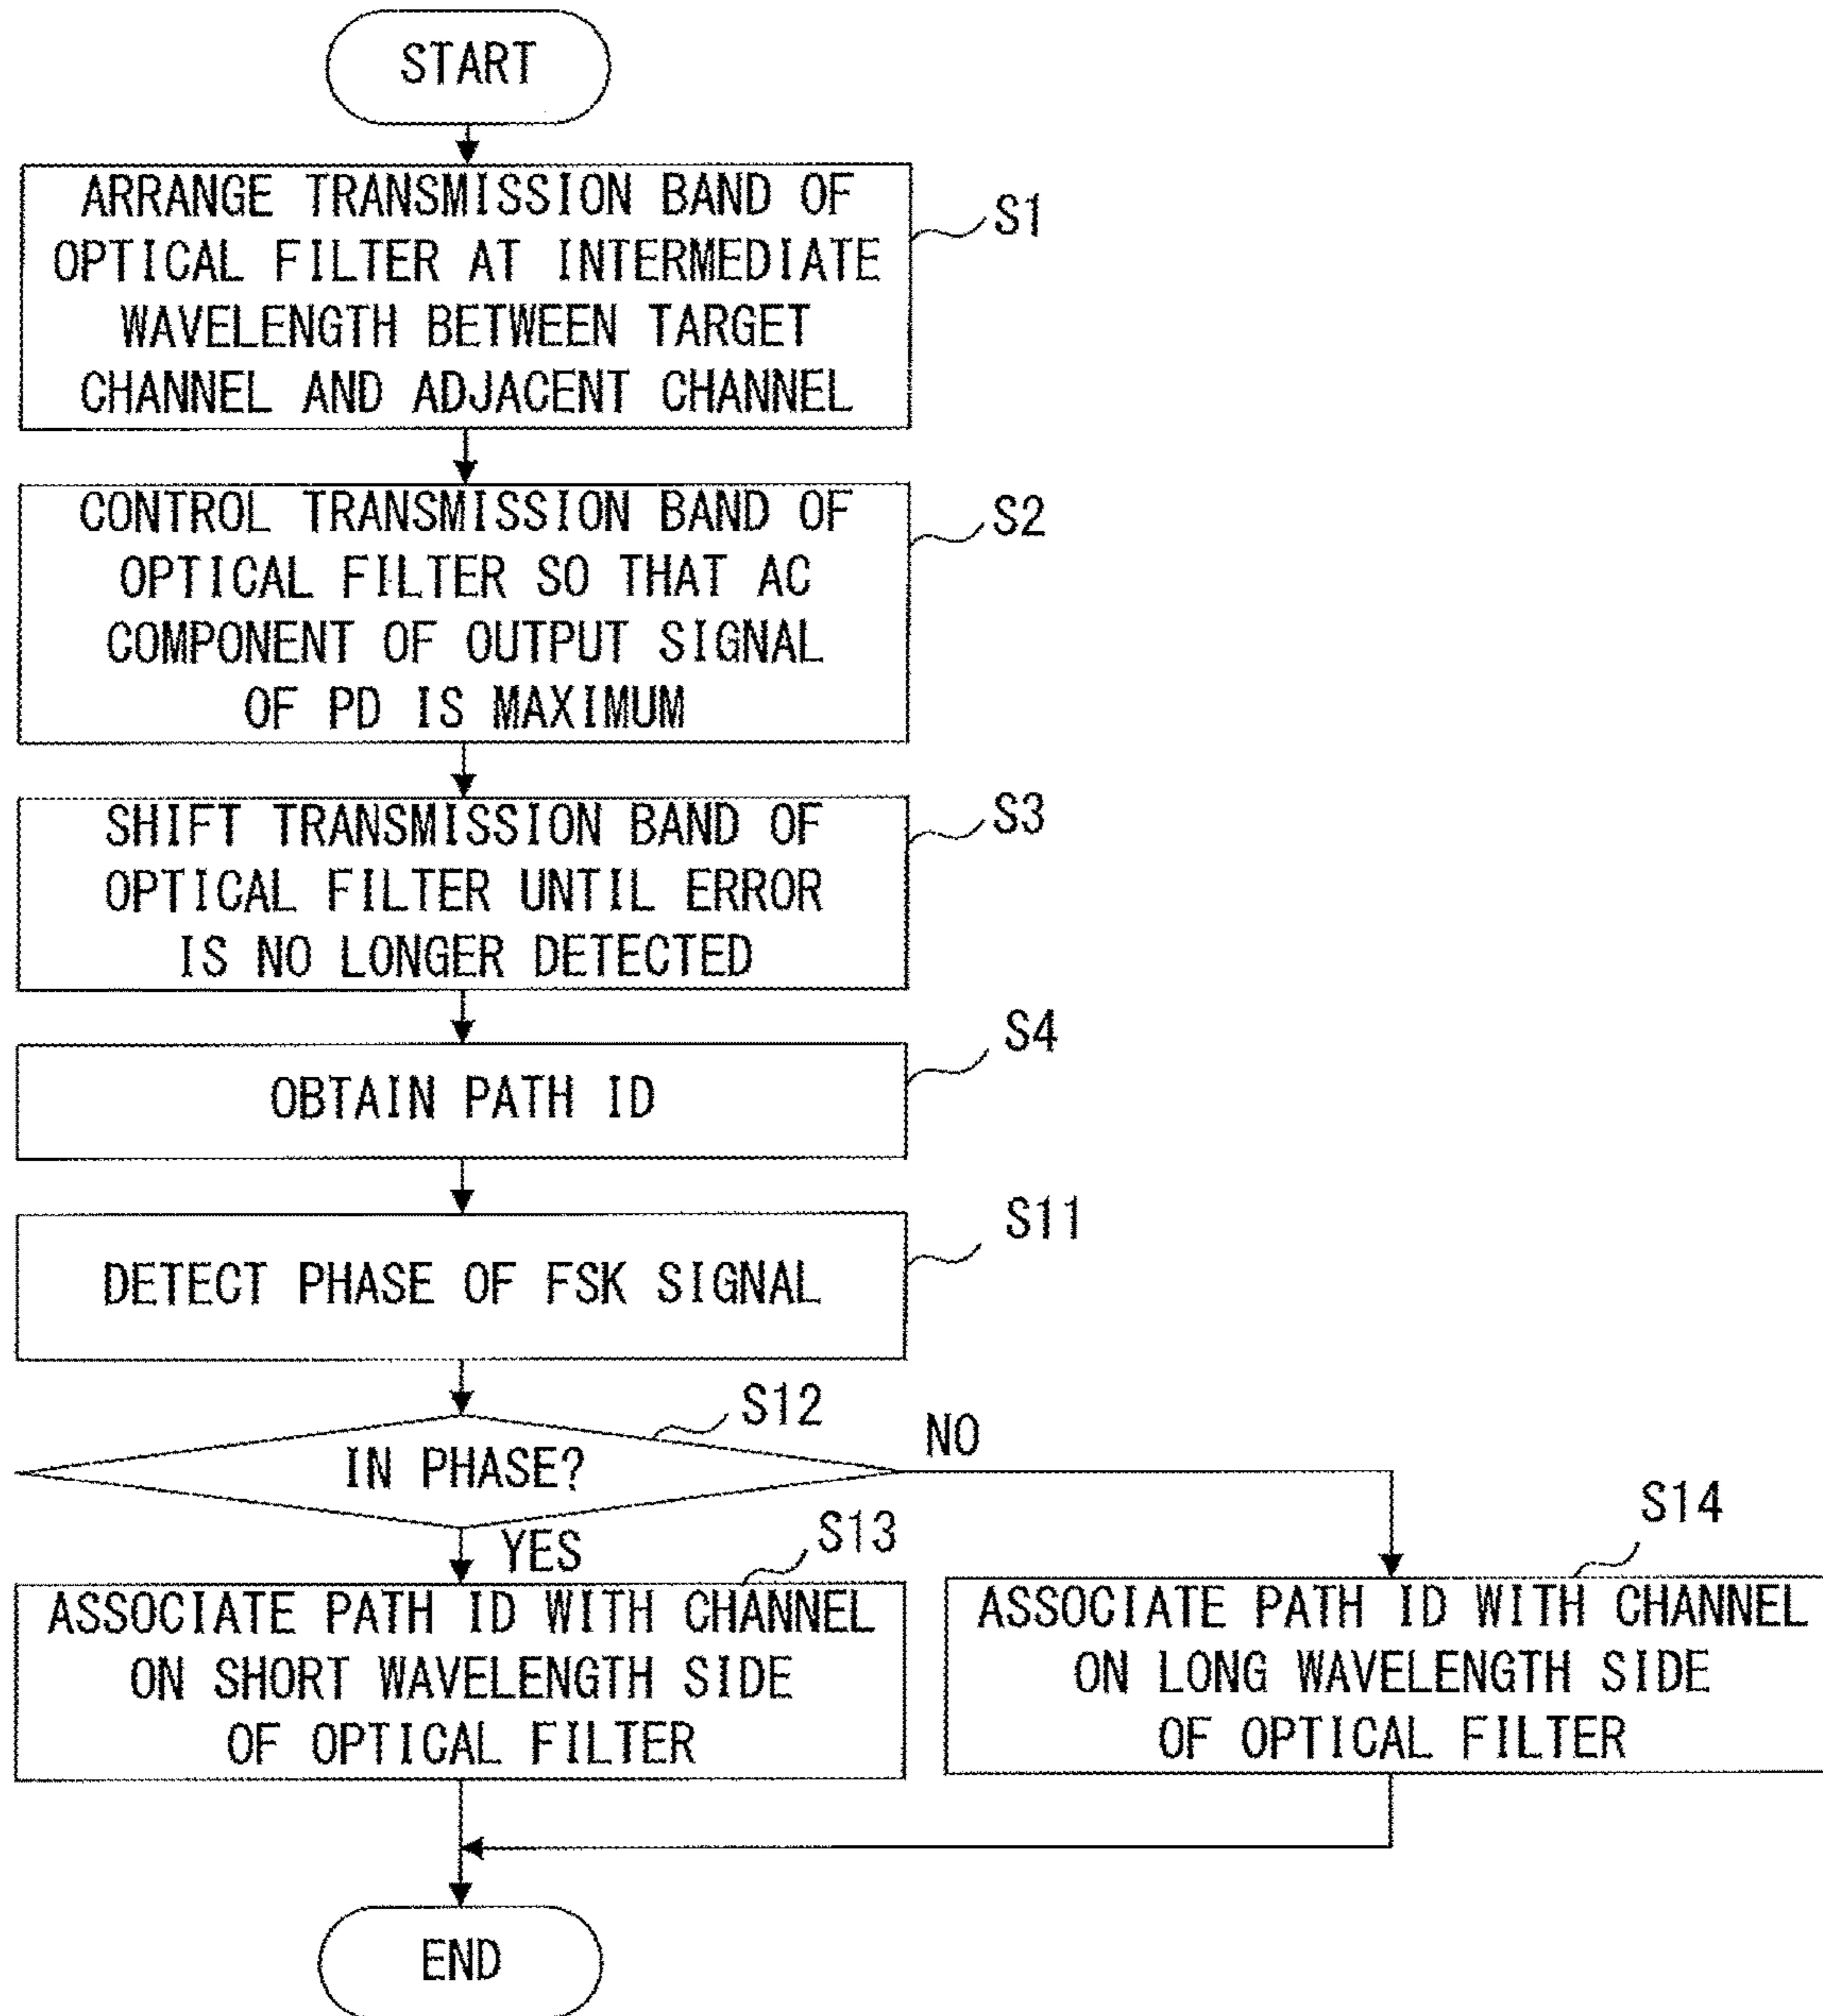 START
ARRANGE TRANSMISSION BAND OF
OPTICAL FILTER AT INTERMEDIATE
WAVELENGTH BETWEEN TARGET
CHANNEL AND ADJACENT CHANNEL
S1
CONTROL TRANSMISSION BAND OF
OPTICAL FILTER SO THAT AC
COMPONENT OF OUTPUT SIGNAL
OF PD IS MAXIMUM
S2
SHIFT TRANSMISSION BAND OF
OPTICAL FILTER UNTIL ERROR
IS NO LONGER DETECTED
S3
OBTAIN PATH ID
S4
DETECT PHASE OF FSK SIGNAL
S11
IN PHASE?
S12
NO
YES
ASSOCIATE PATH ID WITH CHANNEL
ON SHORT WAVELENGTH SIDE
OF OPTICAL FILTER
S13
ASSOCIATE PATH ID WITH CHANNEL
ON LONG WAVELENGTH SIDE
OF OPTICAL FILTER
S14
END